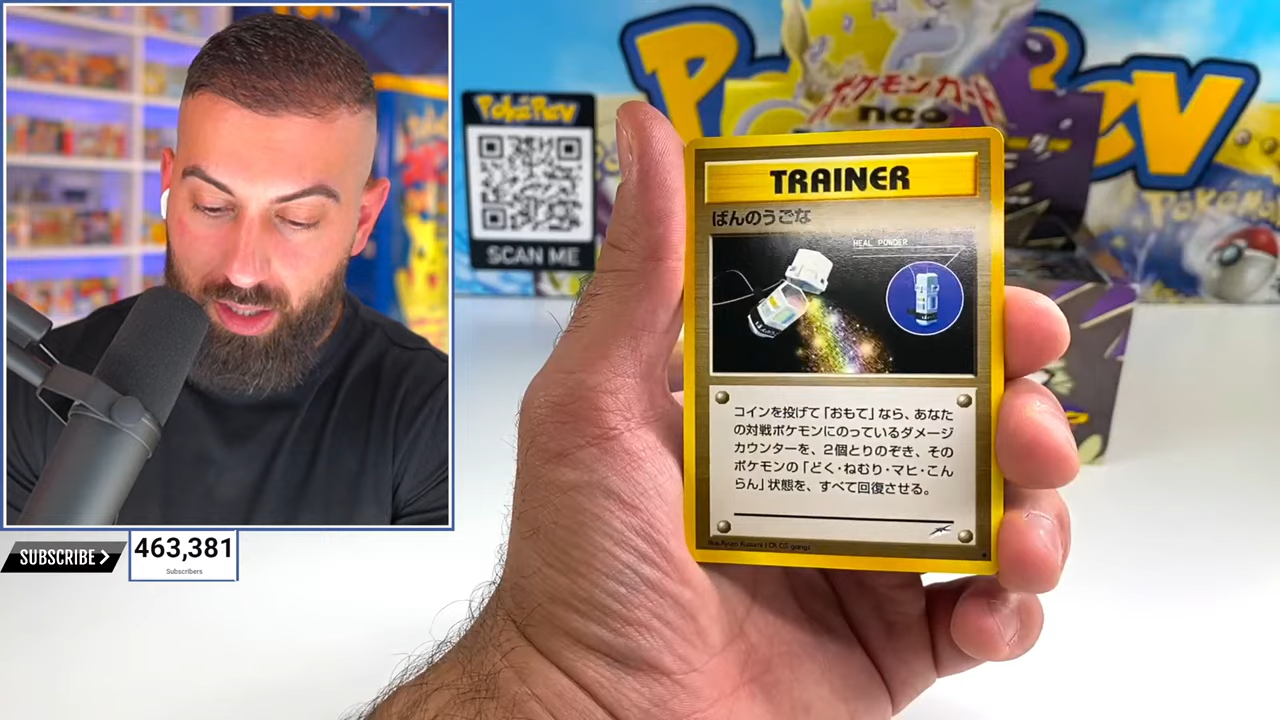 PokéRev
SCAN ME
ポケモンカード
neo
TRAINER
ばんのうごな
HEAL POWDER
コインを投げて「おもて」なら、あなた
の対戦ポケモンにのっているダメージ
カウンターを、2個とりのぞき、その
ポケモンの「どく・ねむり・マヒ・こん
らん」状態を、すべて回復させる。
SUBSCRIBE
463,381
Subscribers